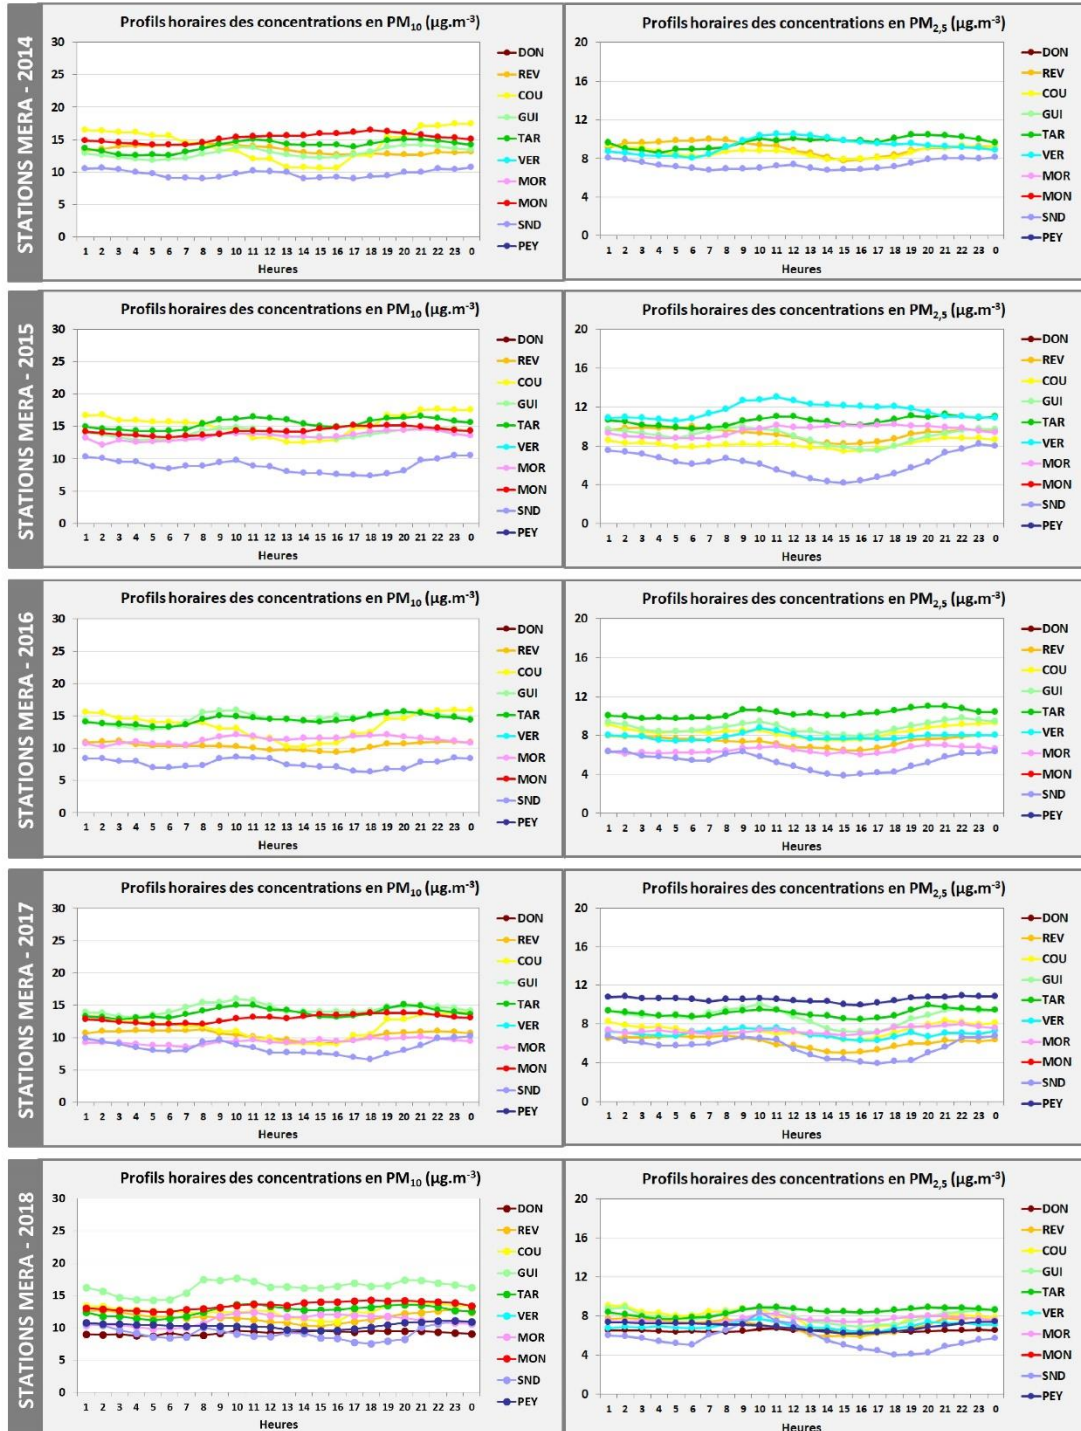 STATIONS MERA - 2014
Profils horaires des concentrations en PM10 (µg.m-3)
30
25
20
15
10
5
0
1 2 3 4 5 6 7 8 9 10 11 12 13 14 15 16 17 18 19 20 21 22 23 0
Heures
DON
REV
COU
GUI
TAR
VER
MOR
MON
SND
PEY
Profils horaires des concentrations en PM2,5 (µg.m-3)
20
16
12
8
4
0
1 2 3 4 5 6 7 8 9 10 11 12 13 14 15 16 17 18 19 20 21 22 23 0
Heures
DON
REV
COU
GUI
TAR
VER
MOR
MON
SND
PEY
STATIONS MERA - 2015
Profils horaires des concentrations en PM10 (µg.m-3)
30
25
20
15
10
5
0
1 2 3 4 5 6 7 8 9 10 11 12 13 14 15 16 17 18 19 20 21 22 23 0
Heures
DON
REV
COU
GUI
TAR
VER
MOR
MON
SND
PEY
Profils horaires des concentrations en PM2,5 (µg.m-3)
20
16
12
8
4
0
1 2 3 4 5 6 7 8 9 10 11 12 13 14 15 16 17 18 19 20 21 22 23 0
Heures
DON
REV
COU
GUI
TAR
VER
MOR
MON
SND
PEY
STATIONS MERA - 2016
Profils horaires des concentrations en PM10 (µg.m-3)
30
25
20
15
10
5
0
1 2 3 4 5 6 7 8 9 10 11 12 13 14 15 16 17 18 19 20 21 22 23 0
Heures
DON
REV
COU
GUI
TAR
VER
MOR
MON
SND
PEY
Profils horaires des concentrations en PM2,5 (µg.m-3)
20
16
12
8
4
0
1 2 3 4 5 6 7 8 9 10 11 12 13 14 15 16 17 18 19 20 21 22 23 0
Heures
DON
REV
COU
GUI
TAR
VER
MOR
MON
SND
PEY
STATIONS MERA - 2017
Profils horaires des concentrations en PM10 (µg.m-3)
30
25
20
15
10
5
0
1 2 3 4 5 6 7 8 9 10 11 12 13 14 15 16 17 18 19 20 21 22 23 0
Heures
DON
REV
COU
GUI
TAR
VER
MOR
MON
SND
PEY
Profils horaires des concentrations en PM2,5 (µg.m-3)
20
16
12
8
4
0
1 2 3 4 5 6 7 8 9 10 11 12 13 14 15 16 17 18 19 20 21 22 23 0
Heures
DON
REV
COU
GUI
TAR
VER
MOR
MON
SND
PEY
STATIONS MERA - 2018
Profils horaires des concentrations en PM10 (µg.m-3)
30
25
20
15
10
5
0
1 2 3 4 5 6 7 8 9 10 11 12 13 14 15 16 17 18 19 20 21 22 23 0
Heures
DON
REV
COU
GUI
TAR
VER
MOR
MON
SND
PEY
Profils horaires des concentrations en PM2,5 (µg.m-3)
20
16
12
8
4
0
1 2 3 4 5 6 7 8 9 10 11 12 13 14 15 16 17 18 19 20 21 22 23 0
Heures
DON
REV
COU
GUI
TAR
VER
MOR
MON
SND
PEY